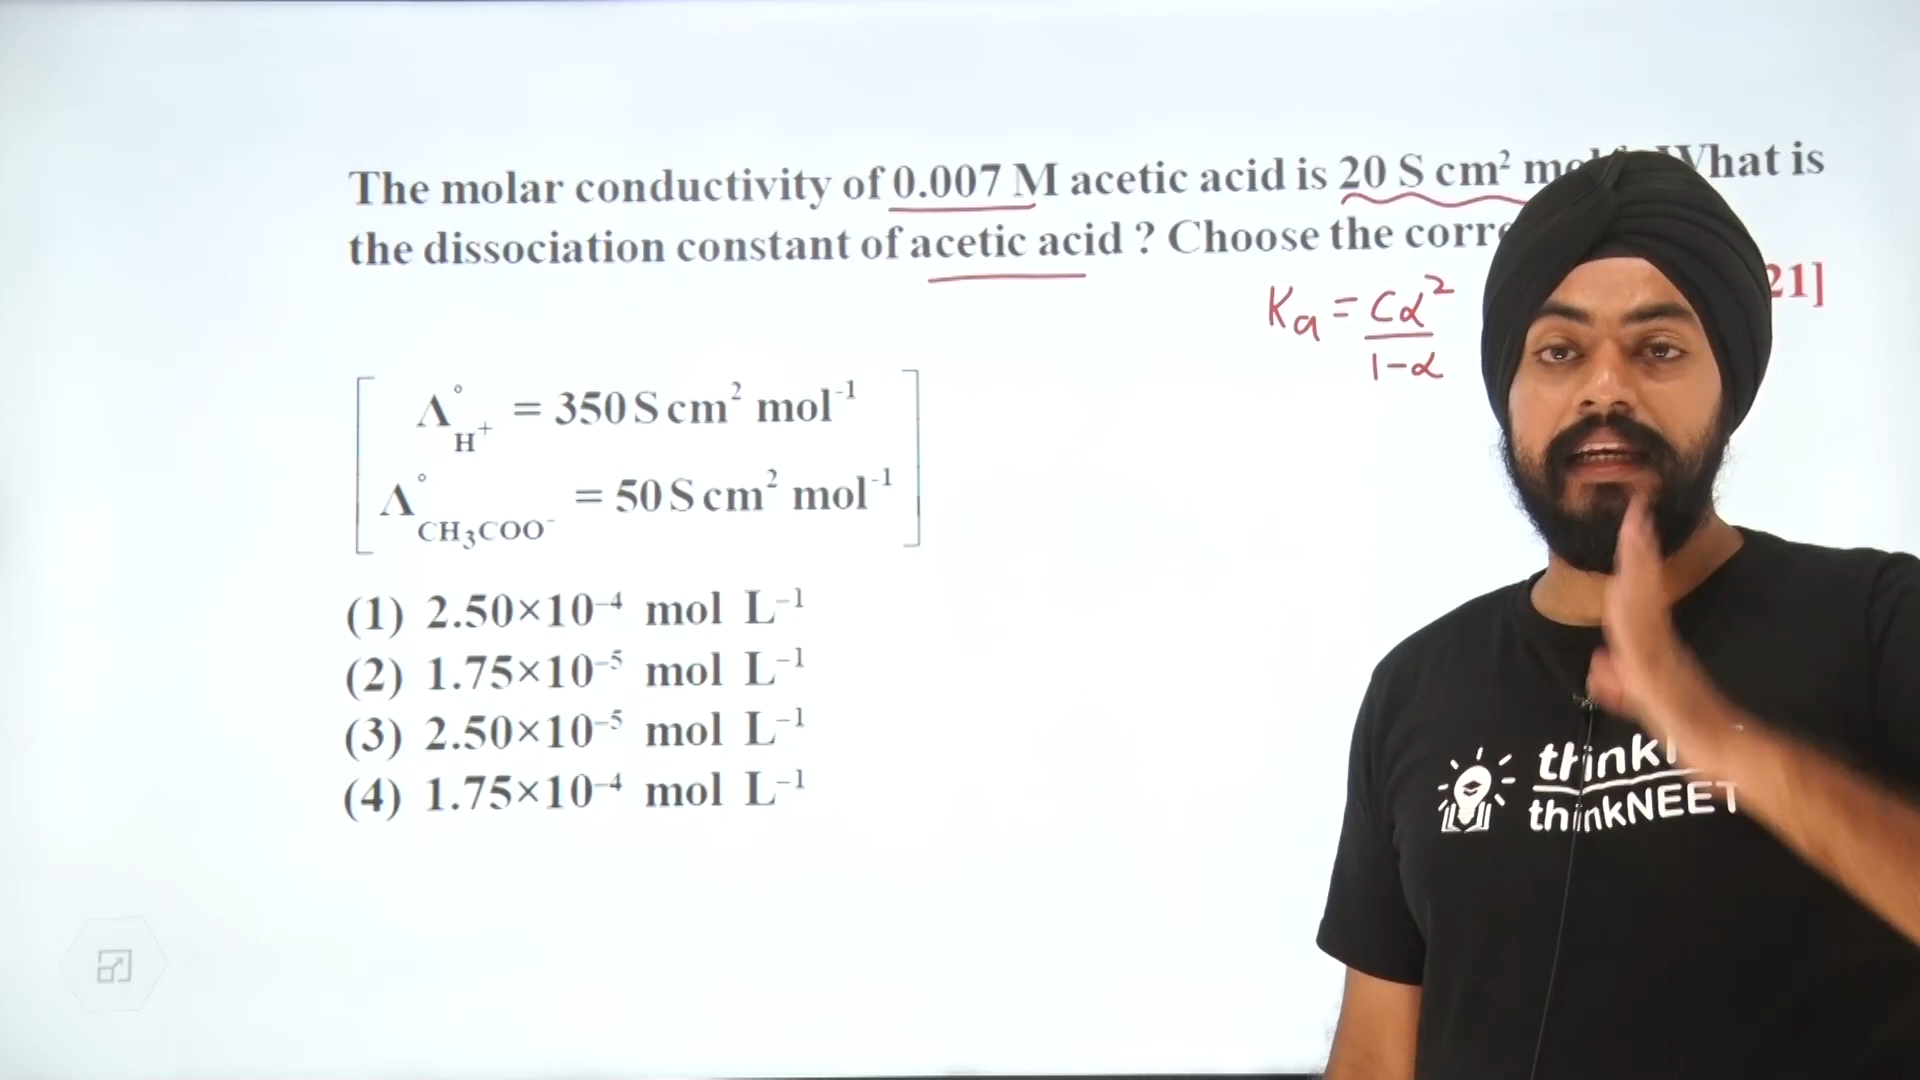 The molar conductivity of 0.007 M acetic acid is 20 S cm² What is
the dissociation constant of acetic acid ? Choose the
21]
Kₐ = Cα² / 1-α
Λ°H⁺ = 350 S cm² mol⁻¹
Λ°CH₃COO⁻ = 50 S cm² mol⁻¹
(1) 2.50×10⁻⁴ mol L⁻¹
(2) 1.75×10⁻⁵ mol L⁻¹
(3) 2.50×10⁻⁵ mol L⁻¹
(4) 1.75×10⁻⁴ mol L⁻¹
thinkNEET